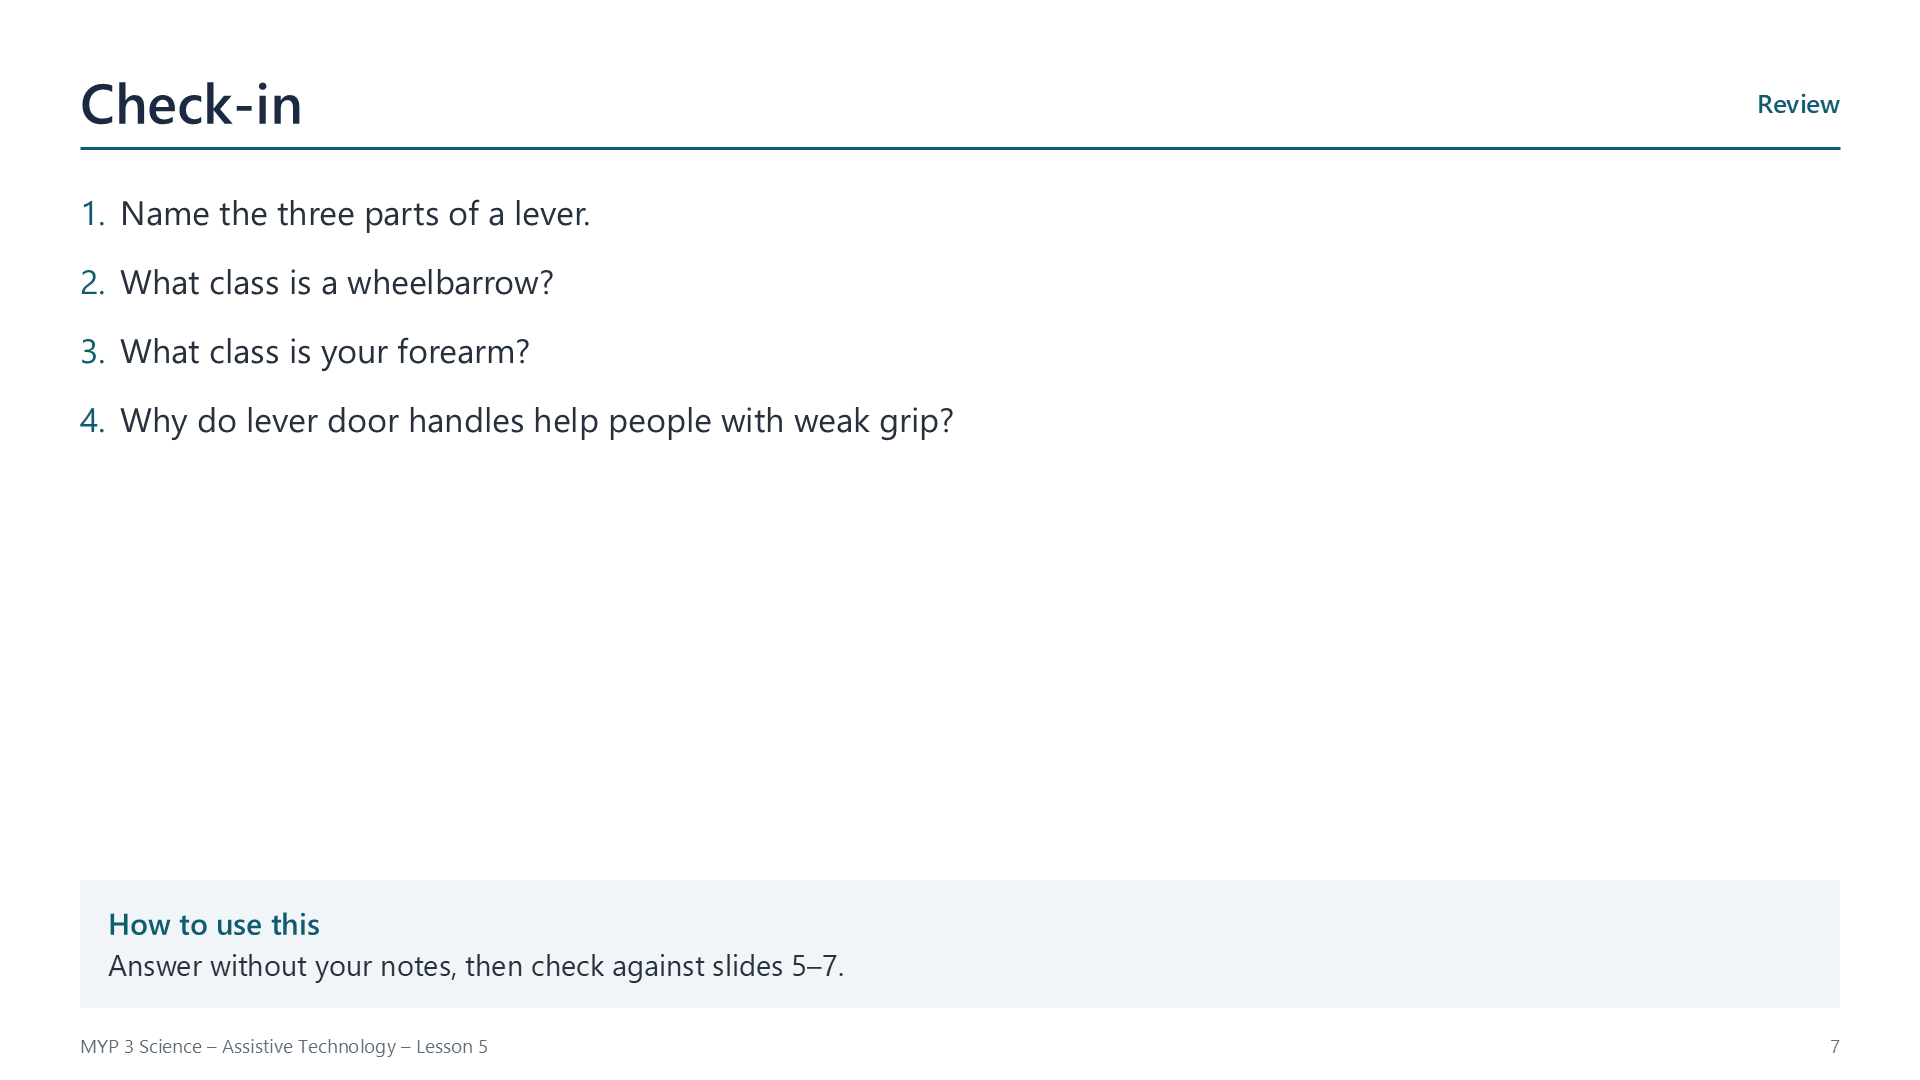 Check-in
Review
1. Name the three parts of a lever.
2. What class is a wheelbarrow?
3. What class is your forearm?
4. Why do lever door handles help people with weak grip?
How to use this
Answer without your notes, then check against slides 5–7.
MYP 3 Science – Assistive Technology – Lesson 5
7